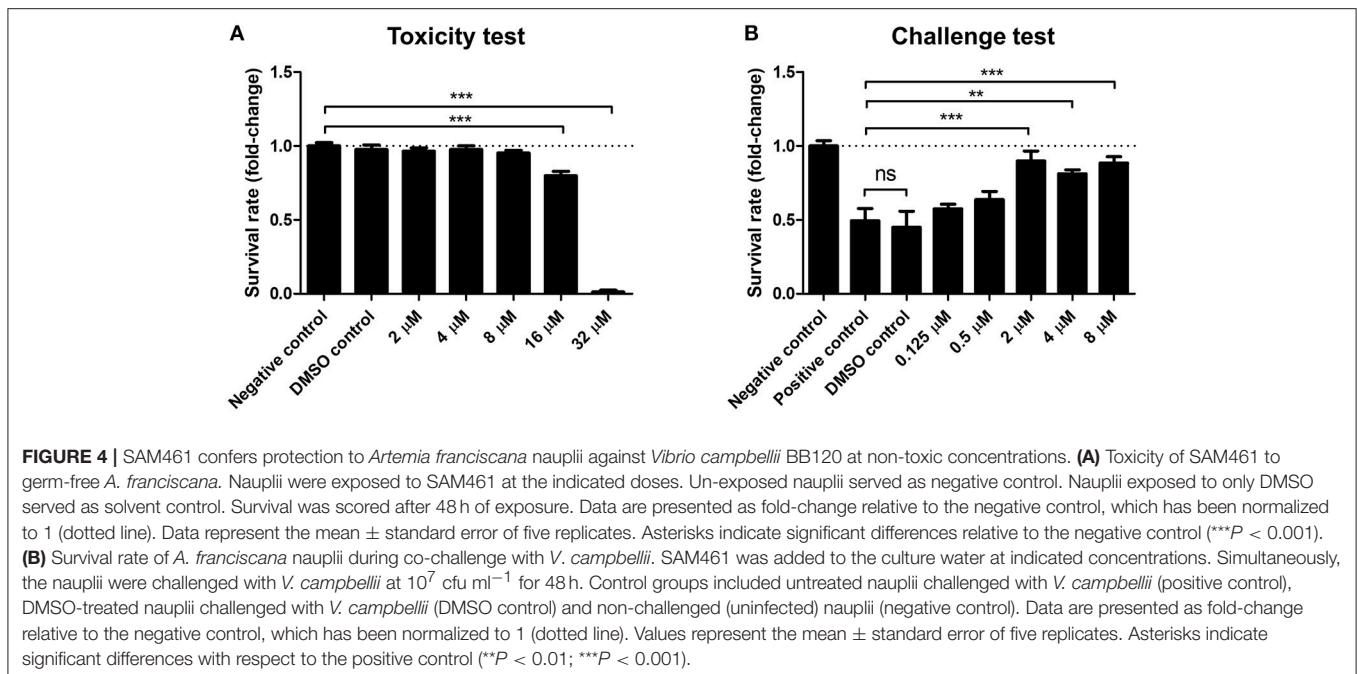 A Toxicity test
Survival rate (fold-change)
1.5
1.0
0.5
0.0
***
***
Negative control
DMSO control
2 µM
4 µM
8 µM
16 µM
32 µM
B Challenge test
Survival rate (fold-change)
1.5
1.0
0.5
0.0
***
**
***
ns
Negative control
Positive control
DMSO control
0.125 µM
0.5 µM
2 µM
4 µM
8 µM
FIGURE 4 | SAM461 confers protection to Artemia franciscana nauplii against Vibrio campbellii BB120 at non-toxic concentrations. (A) Toxicity of SAM461 to
germ-free A. franciscana. Nauplii were exposed to SAM461 at the indicated doses. Un-exposed nauplii served as negative control. Nauplii exposed to only DMSO
served as solvent control. Survival was scored after 48 h of exposure. Data are presented as fold-change relative to the negative control, which has been normalized
to 1 (dotted line). Data represent the mean ± standard error of five replicates. Asterisks indicate significant differences relative to the negative control (***P < 0.001).
(B) Survival rate of A. franciscana nauplii during co-challenge with V. campbellii. SAM461 was added to the culture water at indicated concentrations. Simultaneously,
the nauplii were challenged with V. campbellii at 10⁷ cfu ml⁻¹ for 48 h. Control groups included untreated nauplii challenged with V. campbellii (positive control),
DMSO-treated nauplii challenged with V. campbellii (DMSO control) and non-challenged (uninfected) nauplii (negative control). Data are presented as fold-change
relative to the negative control, which has been normalized to 1 (dotted line). Values represent the mean ± standard error of five replicates. Asterisks indicate
significant differences with respect to the positive control (**P < 0.01; ***P < 0.001).